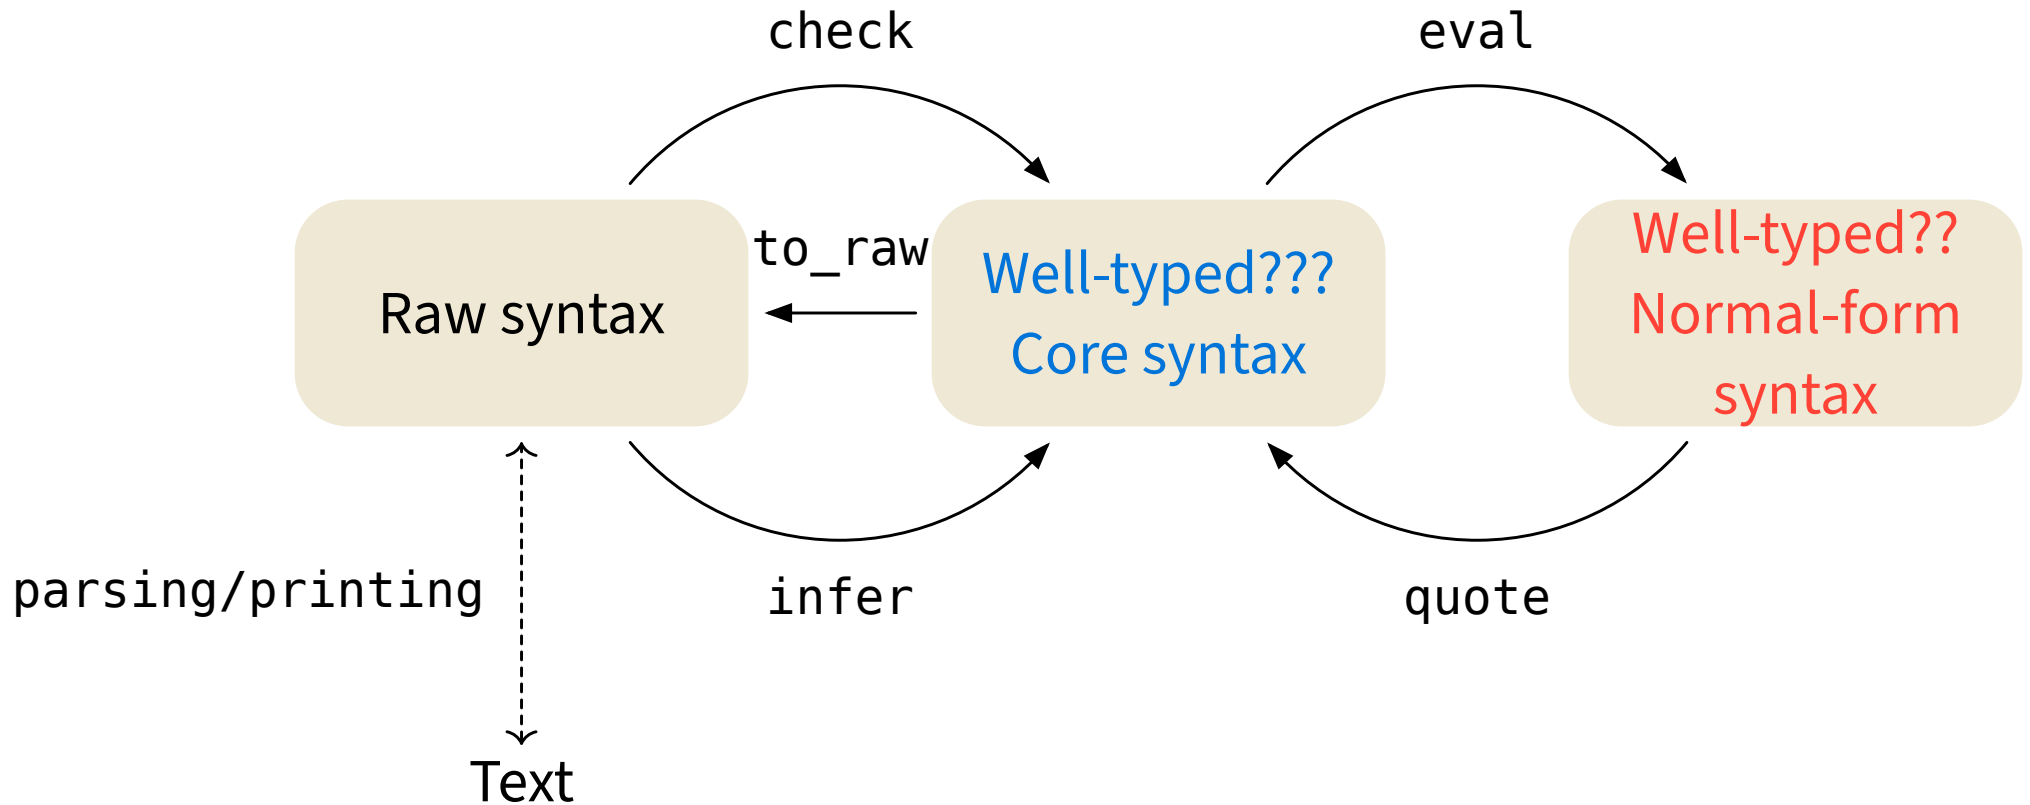 check
eval
to_raw
Raw syntax
Well-typed???
Core syntax
Well-typed??
Normal-form
syntax
parsing/printing
infer
quote
Text